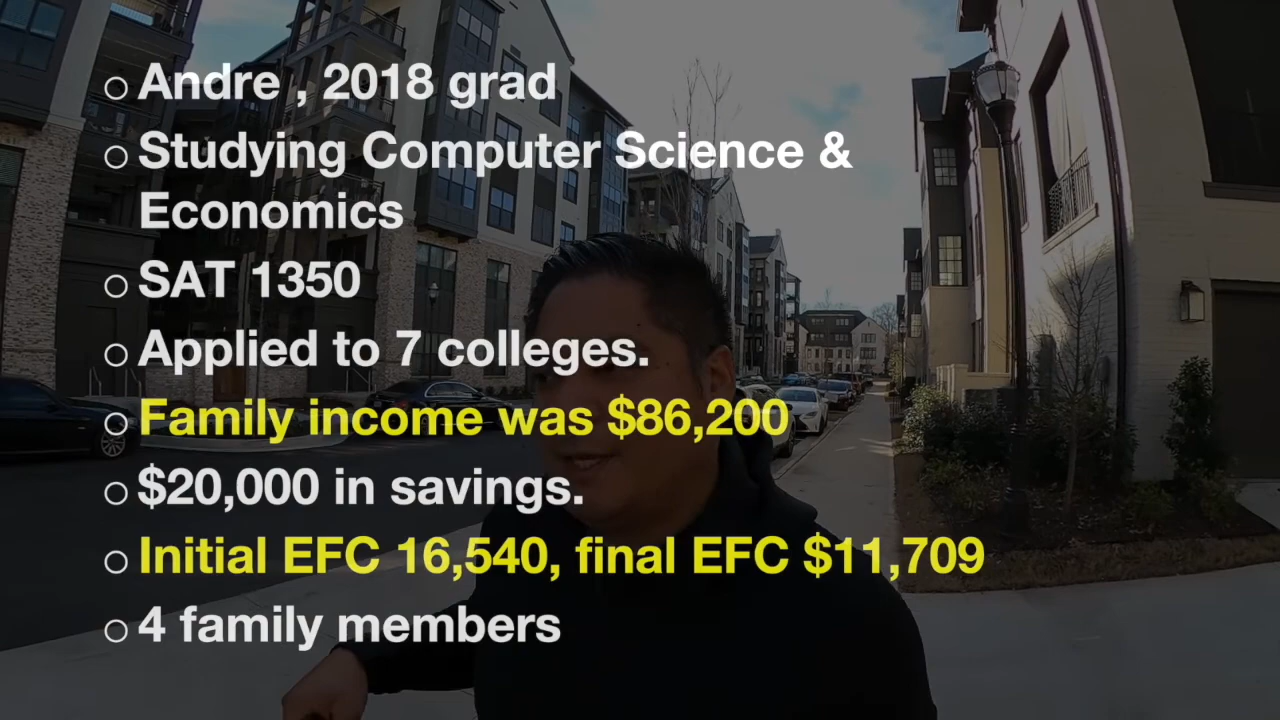 Andre , 2018 grad
Studying Computer Science &
Economics
SAT 1350
Applied to 7 colleges.
Family income was $86,200
$20,000 in savings.
Initial EFC 16,540, final EFC $11,709
4 family members